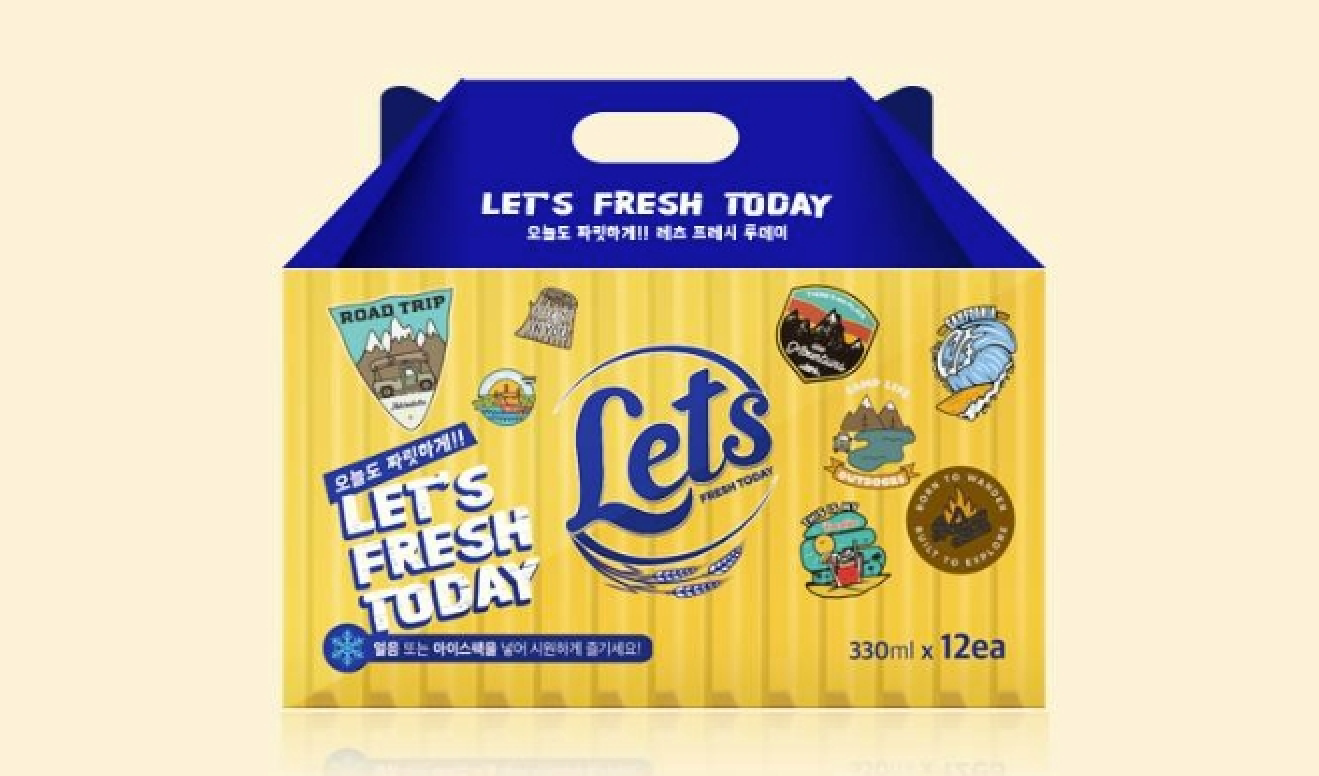 LET'S FRESH TODAY
오늘도 짜릿하게!! 레츠 프레시 투데이
ROAD TRIP
Lets
FRESH TODAY
CAMP LIFE
OUTDOORS
BORN TO WANDER
BUILT TO EXPLORE
오늘도 짜릿하게!!
LET'S
FRESH
TODAY
얼음 또는 아이스팩을 넣어 시원하게 즐기세요!
330ml x 12ea